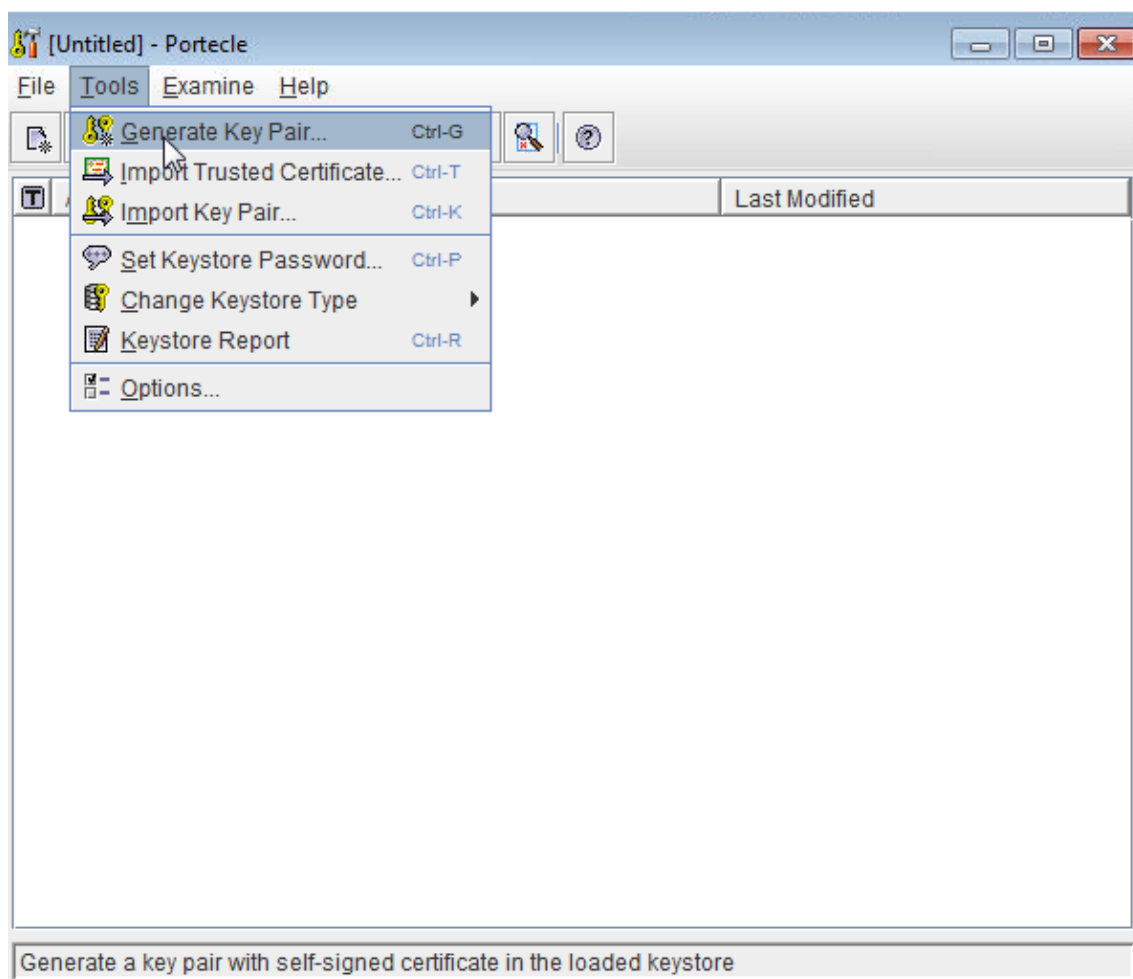 [Untitled] - Portecle
File Tools Examine Help
Generate Key Pair... Ctrl-G
Import Trusted Certificate... Ctrl-T
T Last Modified
Import Key Pair... Ctrl-K
Set Keystore Password... Ctrl-P
Change Keystore Type
Keystore Report Ctrl-R
Options...
Generate a key pair with self-signed certificate in the loaded keystore